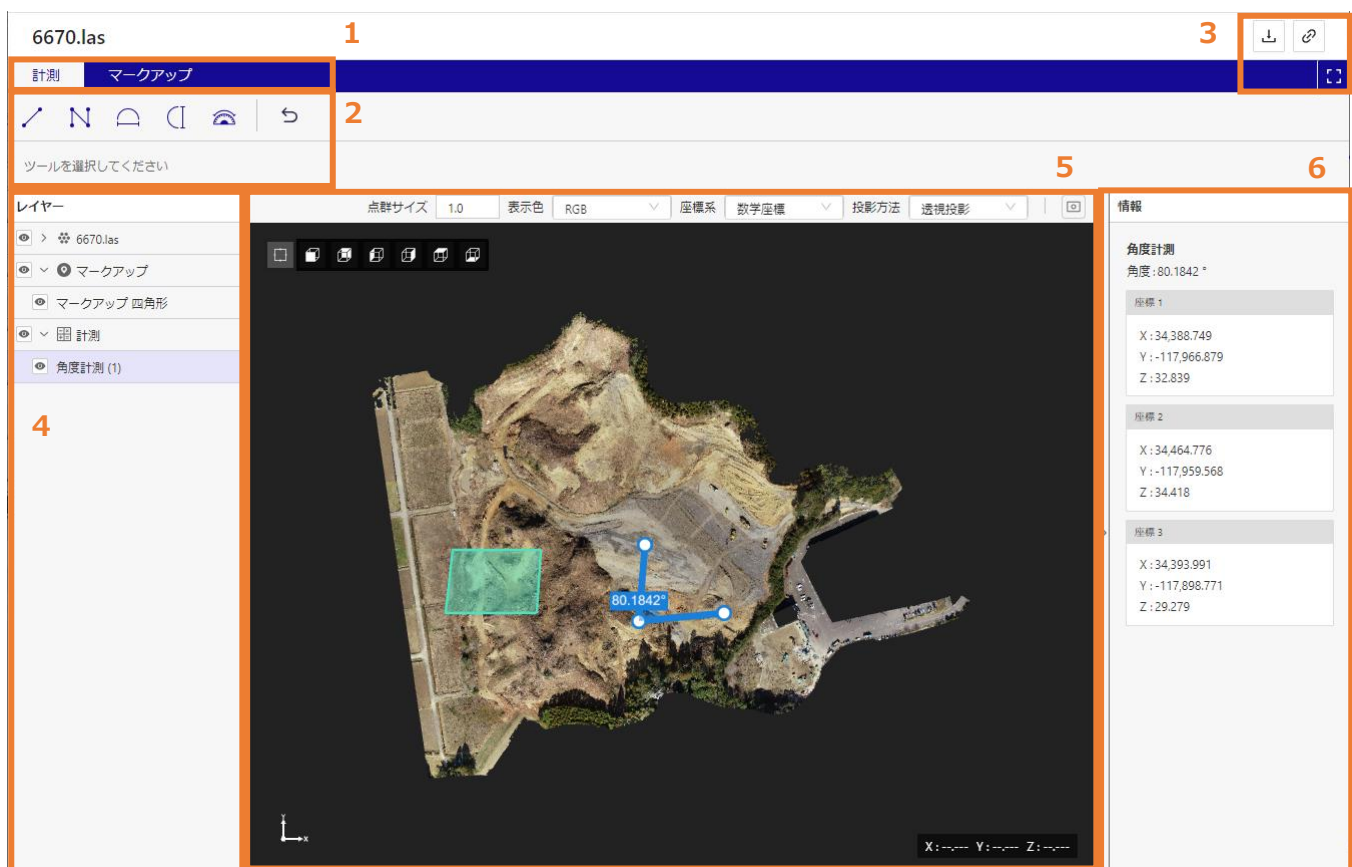 6670.las
1
3
計測
マークアップ
2
ツールを選択してください
5
6
レイヤー
点群サイズ 1.0 表示色 RGB 座標系 数学座標 投影方法 透視投影
情報
6670.las
マークアップ
マークアップ 四角形
計測
角度計測 (1)
4
角度計測
角度 : 80.1842 °
座標 1
X : 34,388.749
Y : -117,966.879
Z : 32.839
座標 2
X : 34,464.776
Y : -117,959.568
Z : 34.418
座標 3
X : 34,393.991
Y : -117,898.771
Z : 29.279
80.1842°
Y
X
X : --.--- Y : --.--- Z : --.---